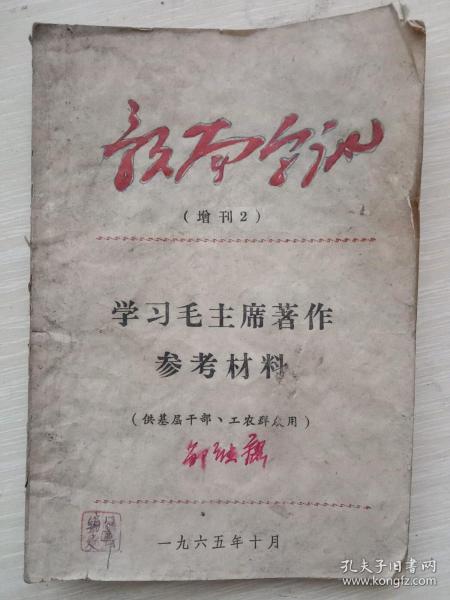 (增刊2)
学习毛主席著作
参考材料
(供基层干部、工农群众用)
一九六五年十月
孔夫子旧书网
book.kongfz.com